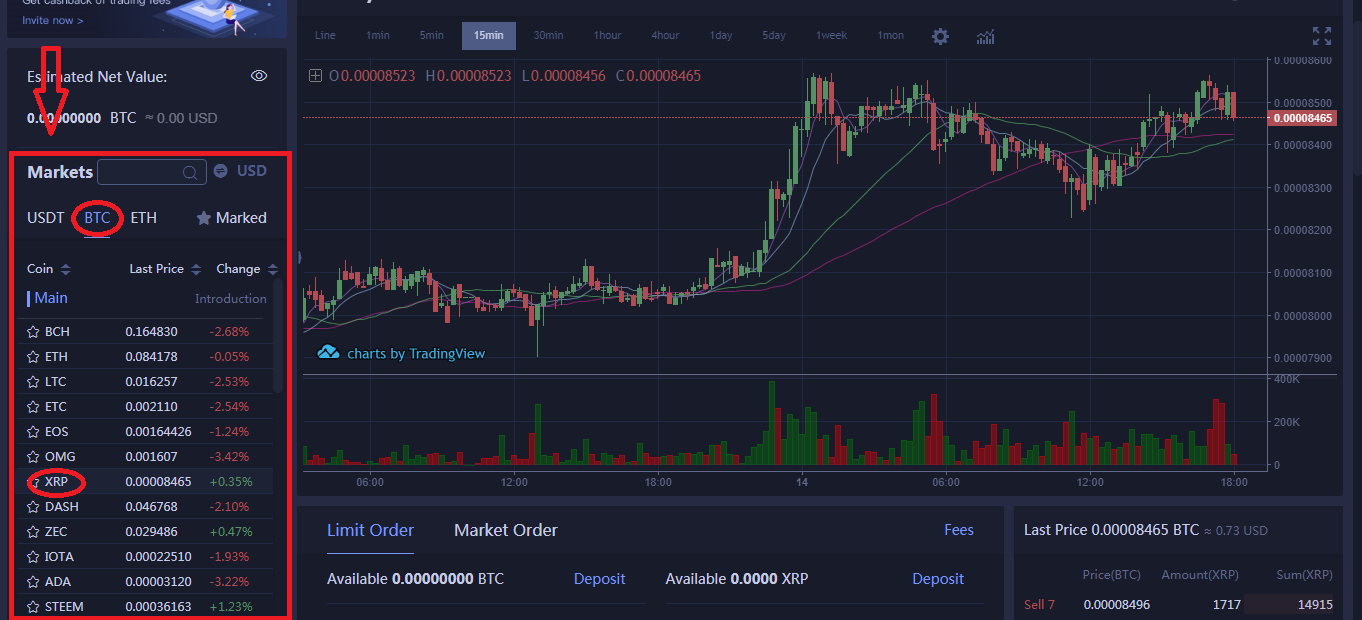 Get cashback of trading fees
Invite now >
Estimated Net Value:
0.00000000 BTC ≈ 0.00 USD
Markets USD
USDT BTC ETH Marked
Coin Last Price Change
Main Introduction
BCH 0.164830 -2.68%
ETH 0.084178 -0.05%
LTC 0.016257 -2.53%
ETC 0.002110 -2.54%
EOS 0.00164426 -1.24%
OMG 0.001607 -3.42%
XRP 0.00008465 +0.35%
DASH 0.046768 -2.10%
ZEC 0.029486 +0.47%
IOTA 0.00022510 -1.93%
ADA 0.00003120 -3.22%
STEEM 0.00036163 +1.23%
Line 1min 5min 15min 30min 1hour 4hour 1day 5day 1week 1mon
O0.00008523 H0.00008523 L0.00008456 C0.00008465
0.00008600
0.00008500
0.00008465
0.00008400
0.00008300
0.00008200
0.00008100
0.00008000
0.00007900
charts by TradingView
400K
200K
0
06:00 12:00 18:00 14 06:00 12:00 18:00
Limit Order Market Order Fees
Available 0.00000000 BTC Deposit Available 0.0000 XRP Deposit
Last Price 0.00008465 BTC ≈ 0.73 USD
Price(BTC) Amount(XRP) Sum(XRP)
Sell 7 0.00008496 1717 14915